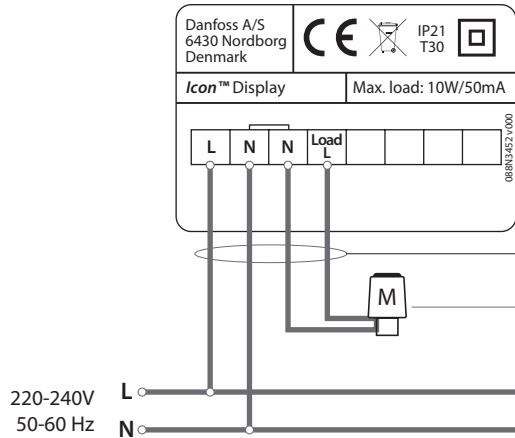 Danfoss A/S
6430 Nordborg
Denmark
CE
IP21
T30
Icon™ Display
Max. load: 10W/50mA
L N N Load L
088N3452 v000
M
220-240V
50-60 Hz
L
N